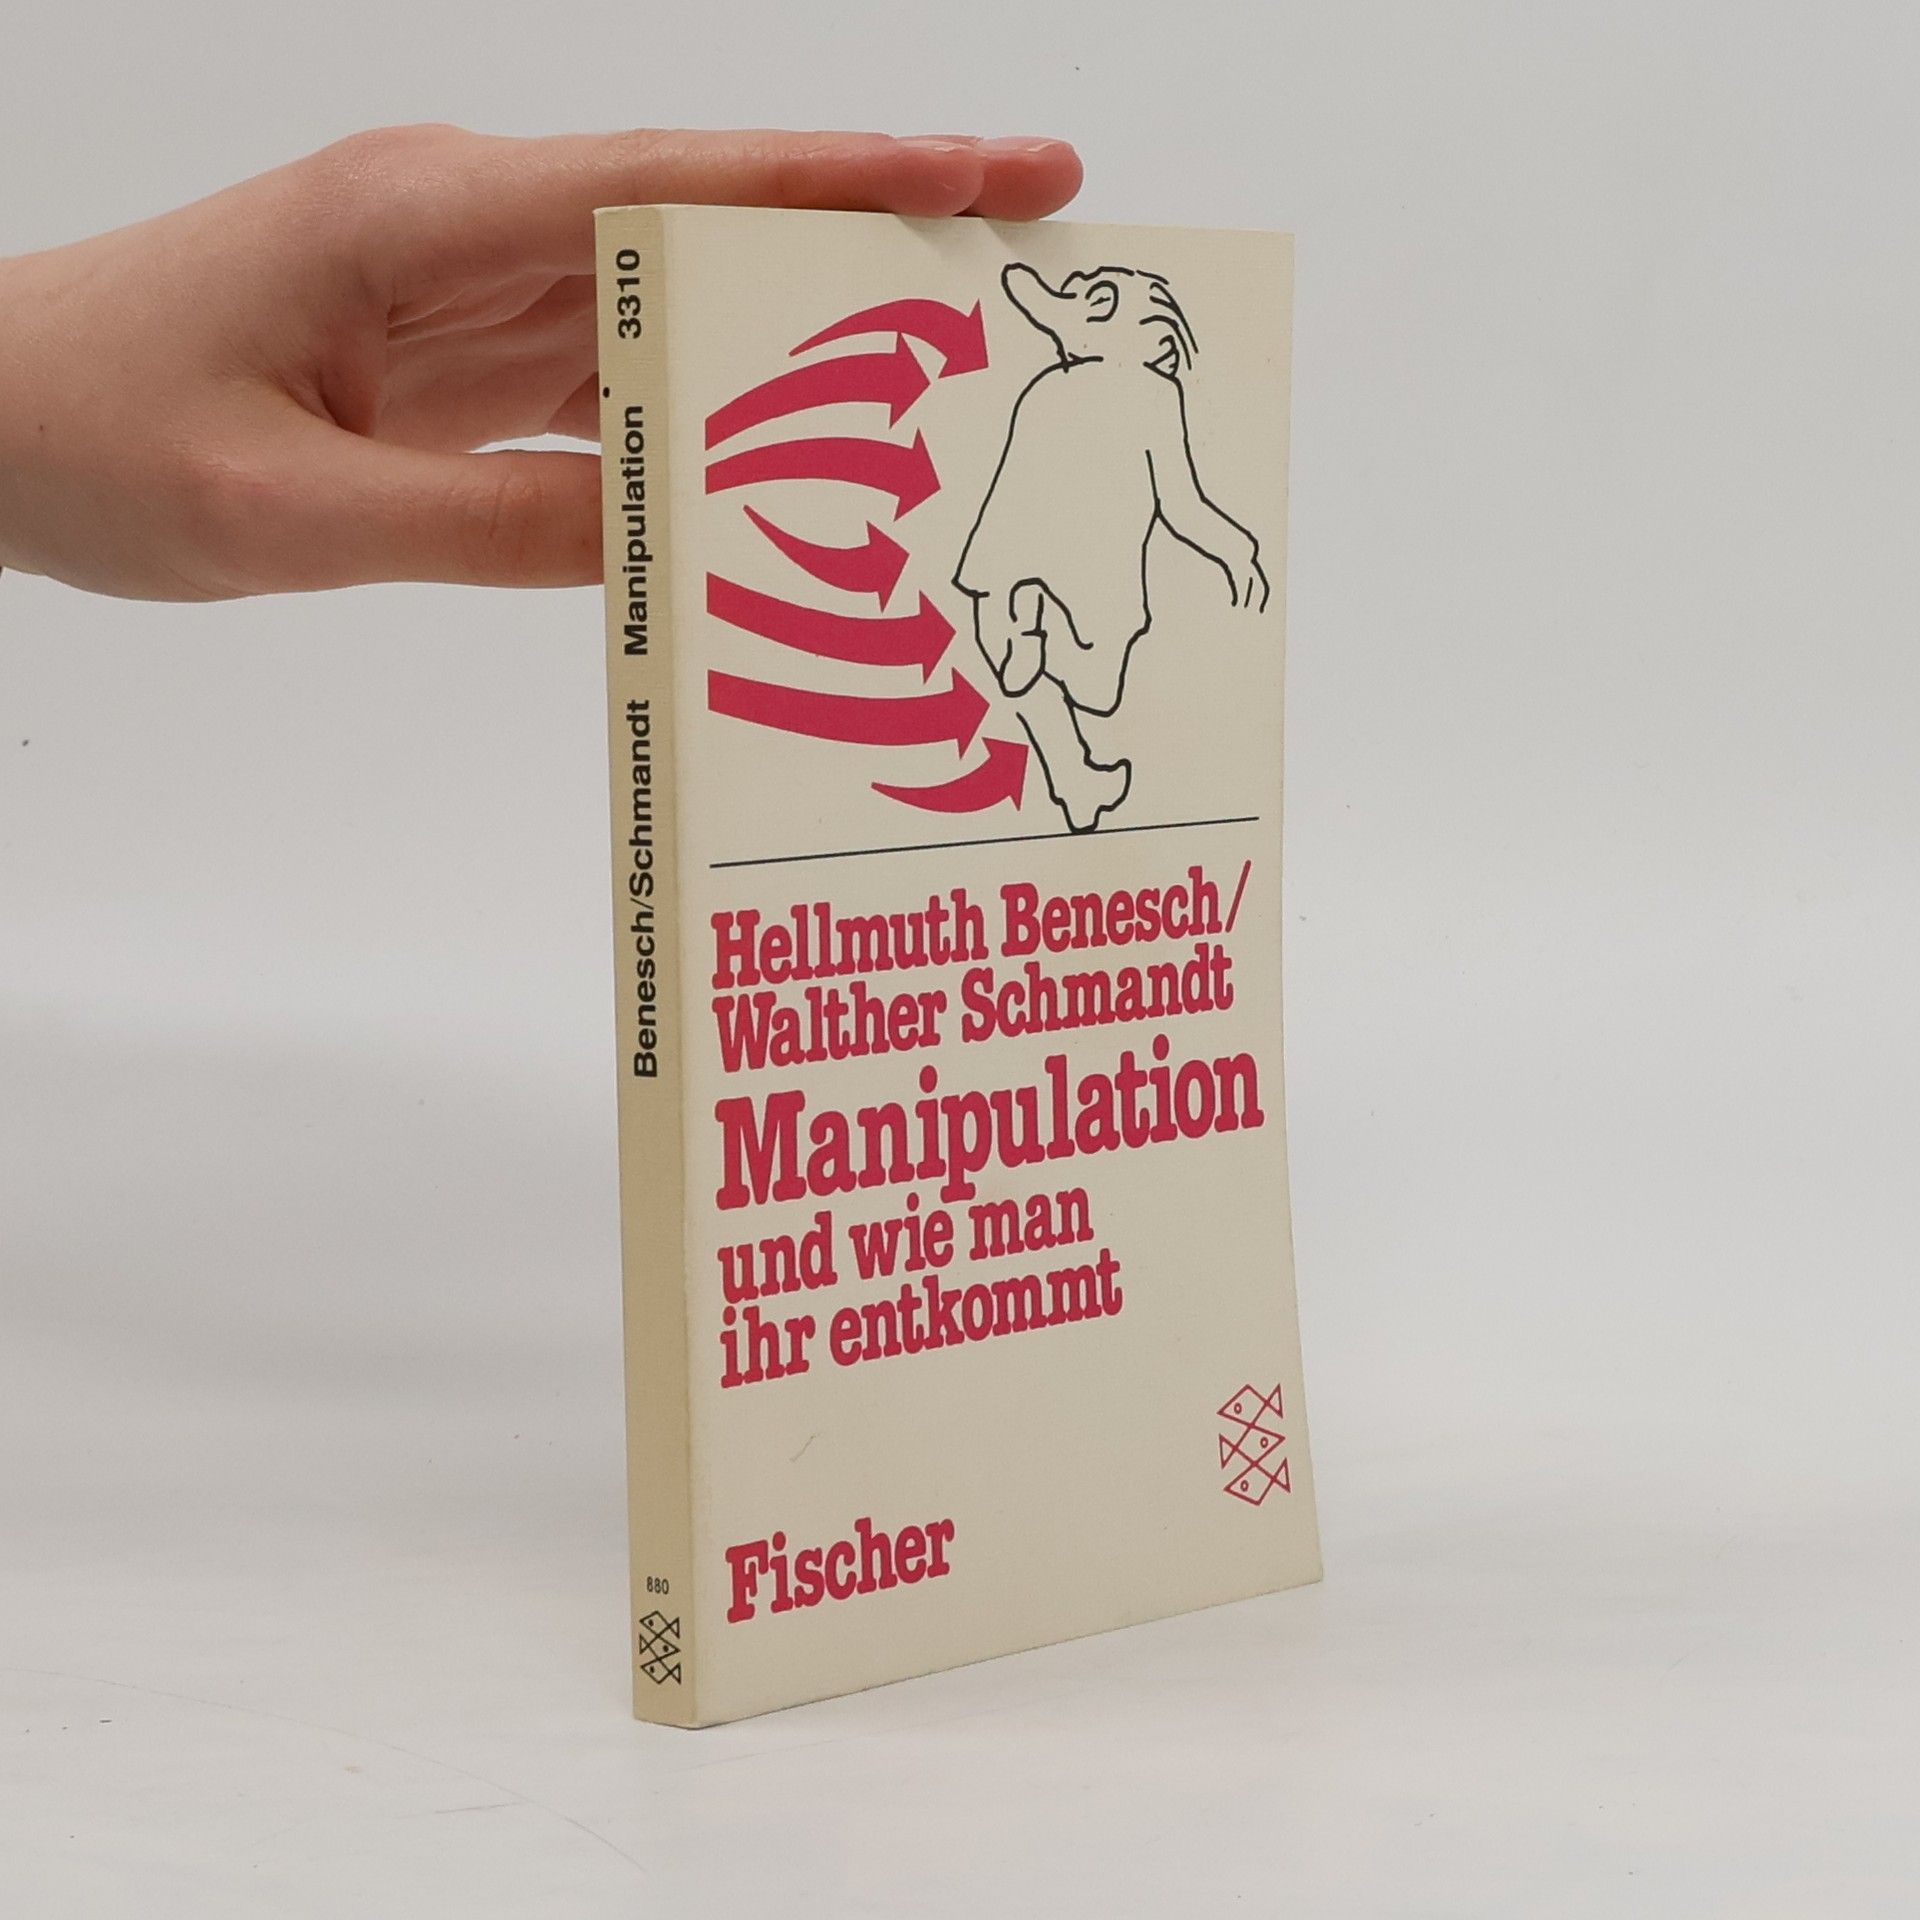 Benesch/Schmandt Manipulation 3310
880
Hellmuth Benesch/
Walther Schmandt
Manipulation
und wie man
ihr entkommt
Fischer